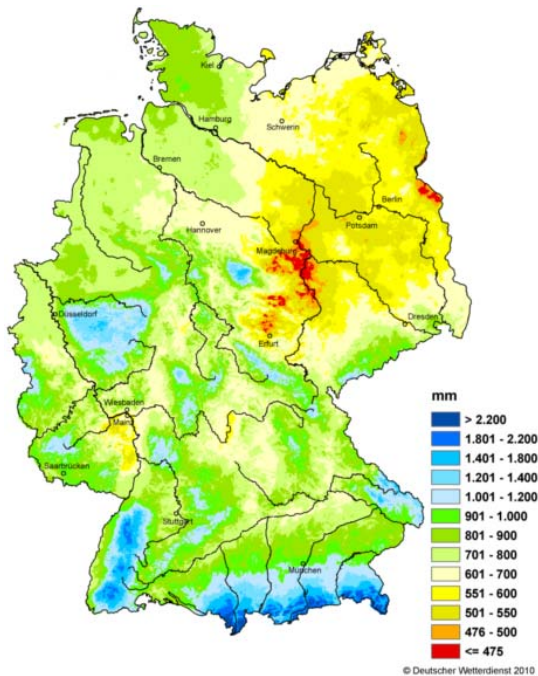 Kiel
Schwerin
Hamburg
Bremen
Berlin
Potsdam
Hannover
Magdeburg
Düsseldorf
Dresden
Erfurt
Wiesbaden
Mainz
Saarbrücken
Stuttgart
München
mm
> 2.200
1.801 - 2.200
1.401 - 1.800
1.201 - 1.400
1.001 - 1.200
901 - 1.000
801 - 900
701 - 800
601 - 700
551 - 600
501 - 550
476 - 500
<= 475
© Deutscher Wetterdienst 2010